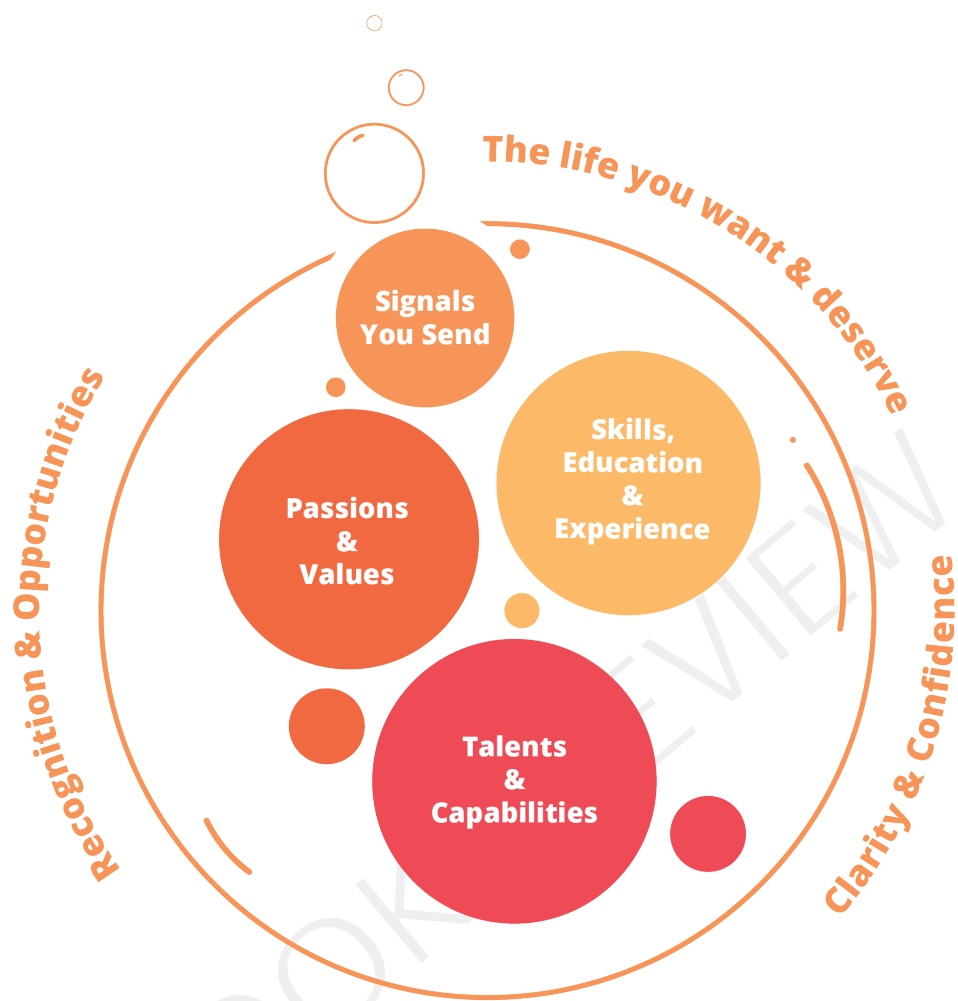 The life you want & deserve
Signals
You Send
Skills,
Education
&
Experience
Passions
&
Values
Talents
&
Capabilities
Recognition & Opportunities
Clarity & Confidence